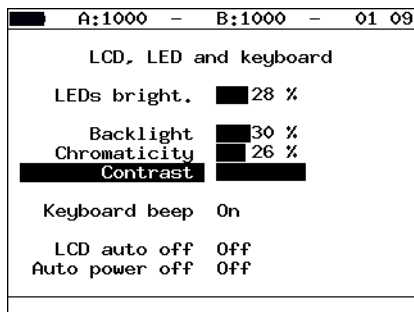 A:1000 – B:1000 – 01 09
LCD, LED and keyboard
LEDs bright. 28 %
Backlight 30 %
Chromaticity 26 %
Contrast
Keyboard beep On
LCD auto off Off
Auto power off Off